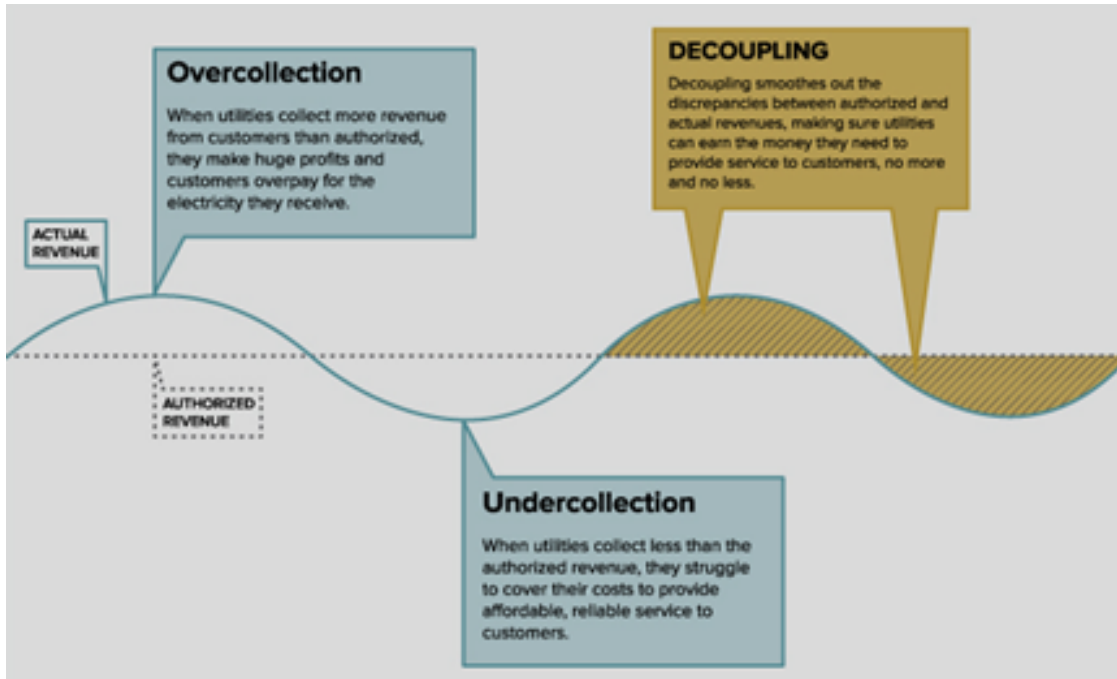 Overcollection
When utilities collect more revenue
from customers than authorized,
they make huge profits and
customers overpay for the
electricity they receive.
DECOUPLING
Decoupling smoothes out the
discrepancies between authorized and
actual revenues, making sure utilities
can earn the money they need to
provide service to customers, no more
and no less.
ACTUAL
REVENUE
AUTHORIZED
REVENUE
Undercollection
When utilities collect less than the
authorized revenue, they struggle
to cover their costs to provide
affordable, reliable service to
customers.